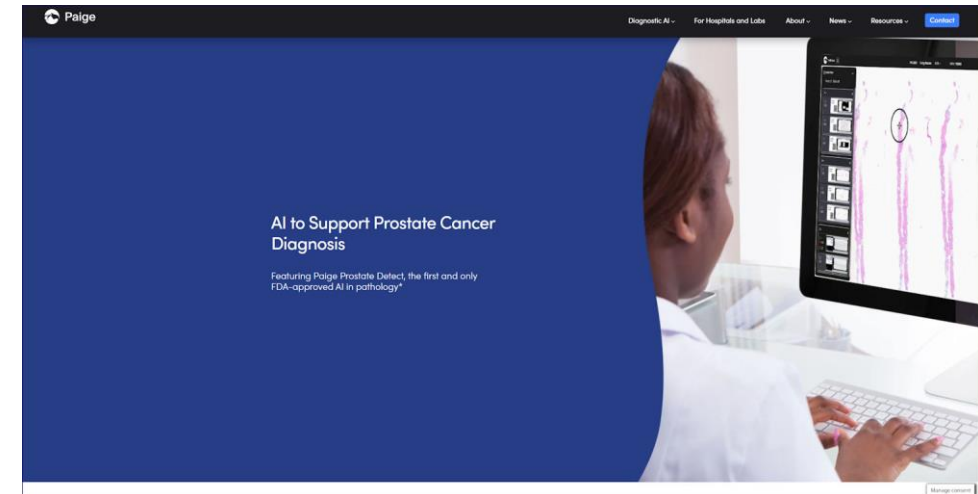 Paige
Diagnostic AI
For Hospitals and Labs
About
News
Resources
Contact
AI to Support Prostate Cancer
Diagnosis
Featuring Paige Prostate Detect, the first and only
FDA-approved AI in pathology*
Manage consent